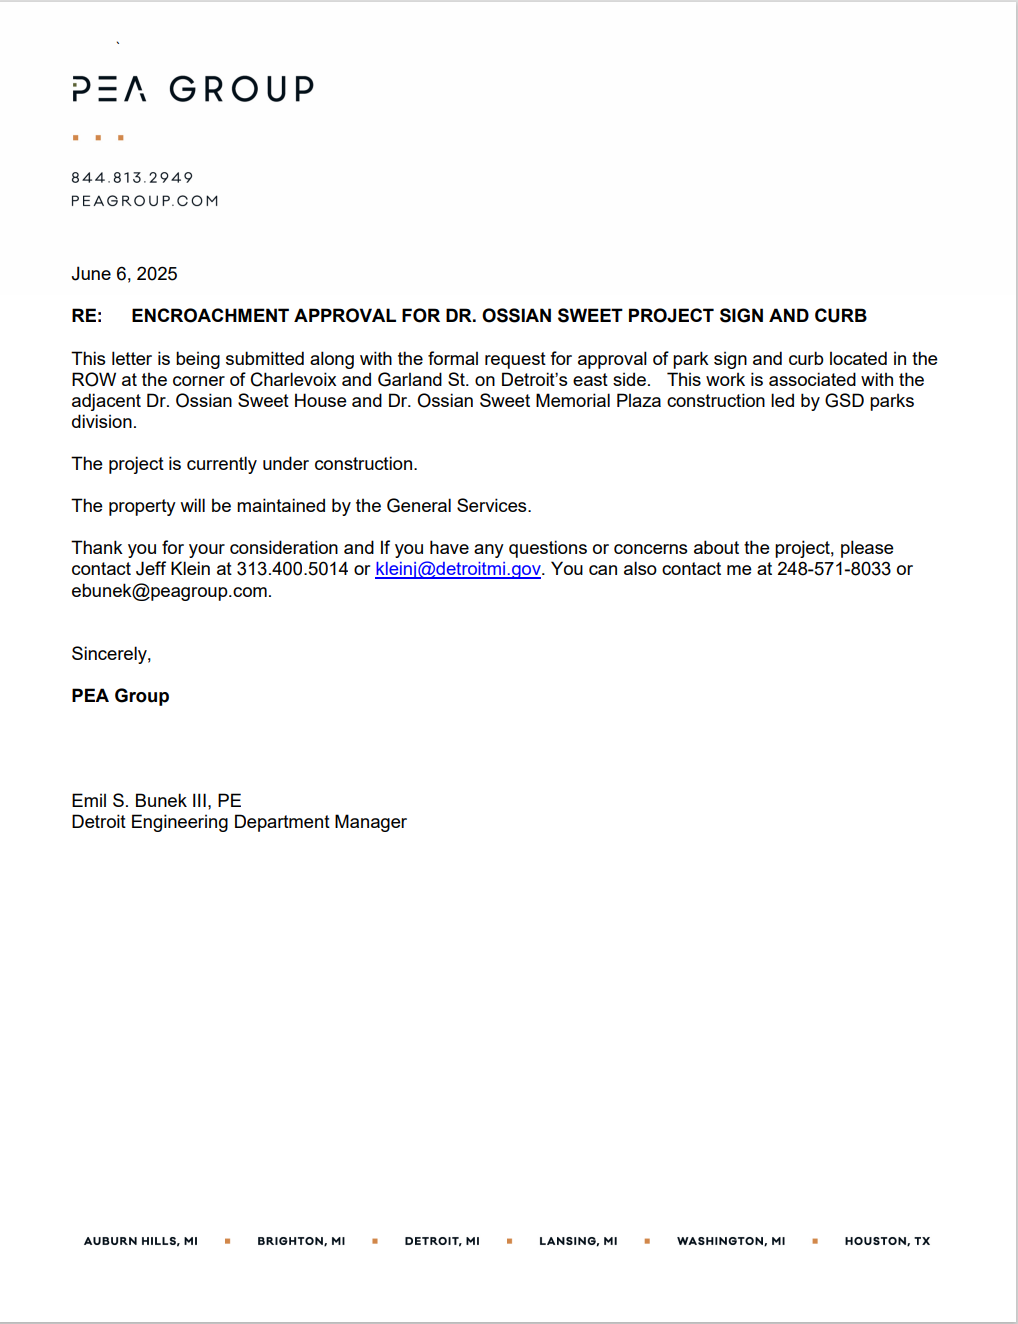 PEA GROUP
844.813.2949
PEAGROUP.COM
June 6, 2025
RE: ENCROACHMENT APPROVAL FOR DR. OSSIAN SWEET PROJECT SIGN AND CURB
This letter is being submitted along with the formal request for approval of park sign and curb located in the
ROW at the corner of Charlevoix and Garland St. on Detroit’s east side. This work is associated with the
adjacent Dr. Ossian Sweet House and Dr. Ossian Sweet Memorial Plaza construction led by GSD parks
division.
The project is currently under construction.
The property will be maintained by the General Services.
Thank you for your consideration and If you have any questions or concerns about the project, please
contact Jeff Klein at 313.400.5014 or kleinj@detroitmi.gov. You can also contact me at 248-571-8033 or
ebunek@peagroup.com.
Sincerely,
PEA Group
Emil S. Bunek III, PE
Detroit Engineering Department Manager
AUBURN HILLS, MI ▪ BRIGHTON, MI ▪ DETROIT, MI ▪ LANSING, MI ▪ WASHINGTON, MI ▪ HOUSTON, TX